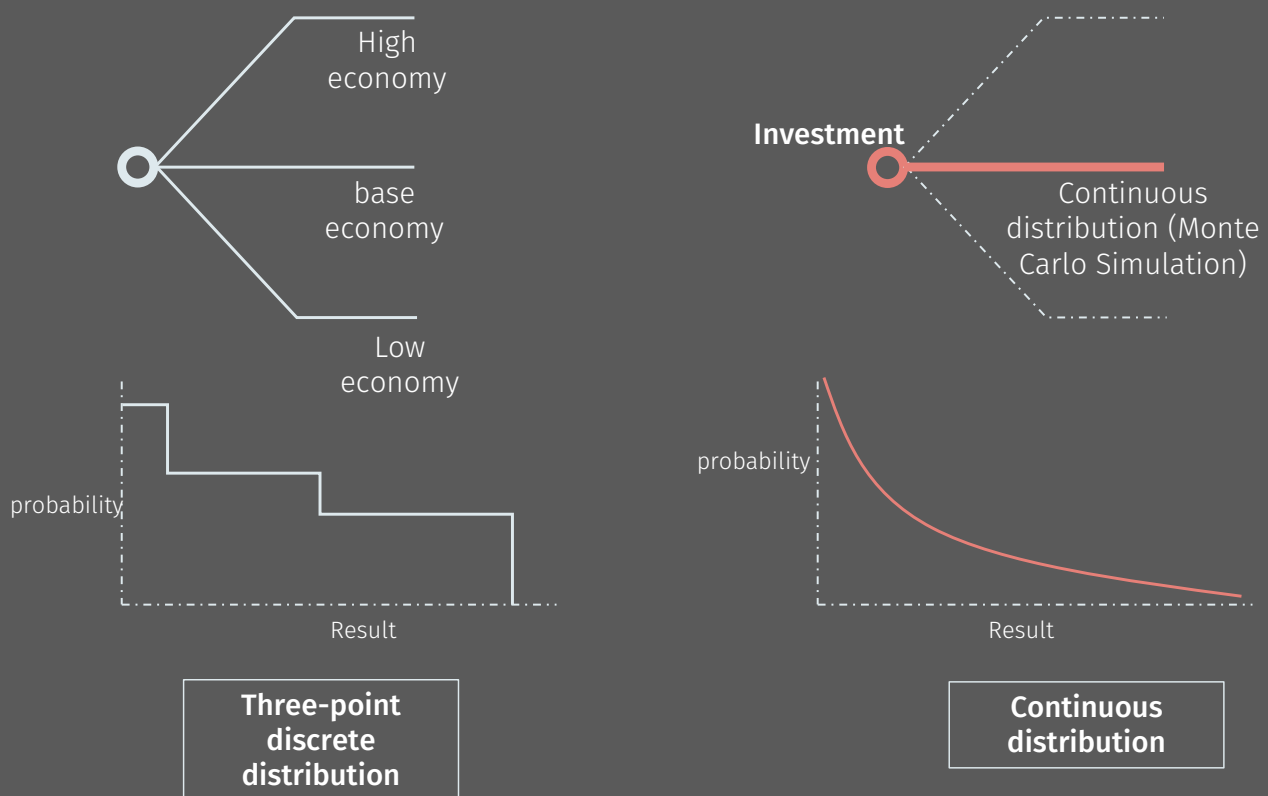 High
economy
base
economy
Low
economy
probability
Result
Three-point
discrete
distribution
Investment
Continuous
distribution (Monte
Carlo Simulation)
probability
Result
Continuous
distribution